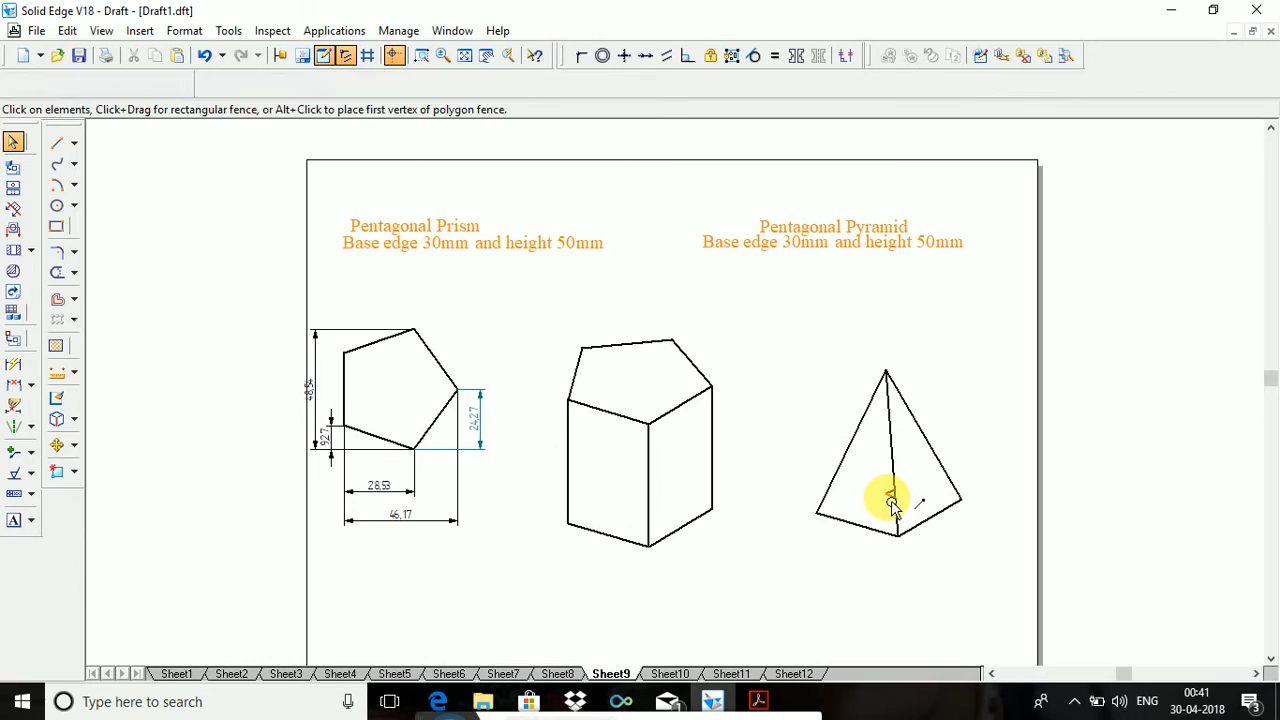 Solid Edge V18 - Draft - [Draft1.dft]
File Edit View Insert Format Tools Inspect Applications Manage Window Help
Click on elements, Click+Drag for rectangular fence, or Alt+Click to place first vertex of polygon fence.
Pentagonal Prism
Base edge 30mm and height 50mm
Pentagonal Pyramid
Base edge 30mm and height 50mm
48,54
9,27
24,27
28,53
46,17
Sheet1 Sheet2 Sheet3 Sheet4 Sheet5 Sheet6 Sheet7 Sheet8 Sheet9 Sheet10 Sheet11 Sheet12
Type here to search
ENG
00:41
30-04-2018